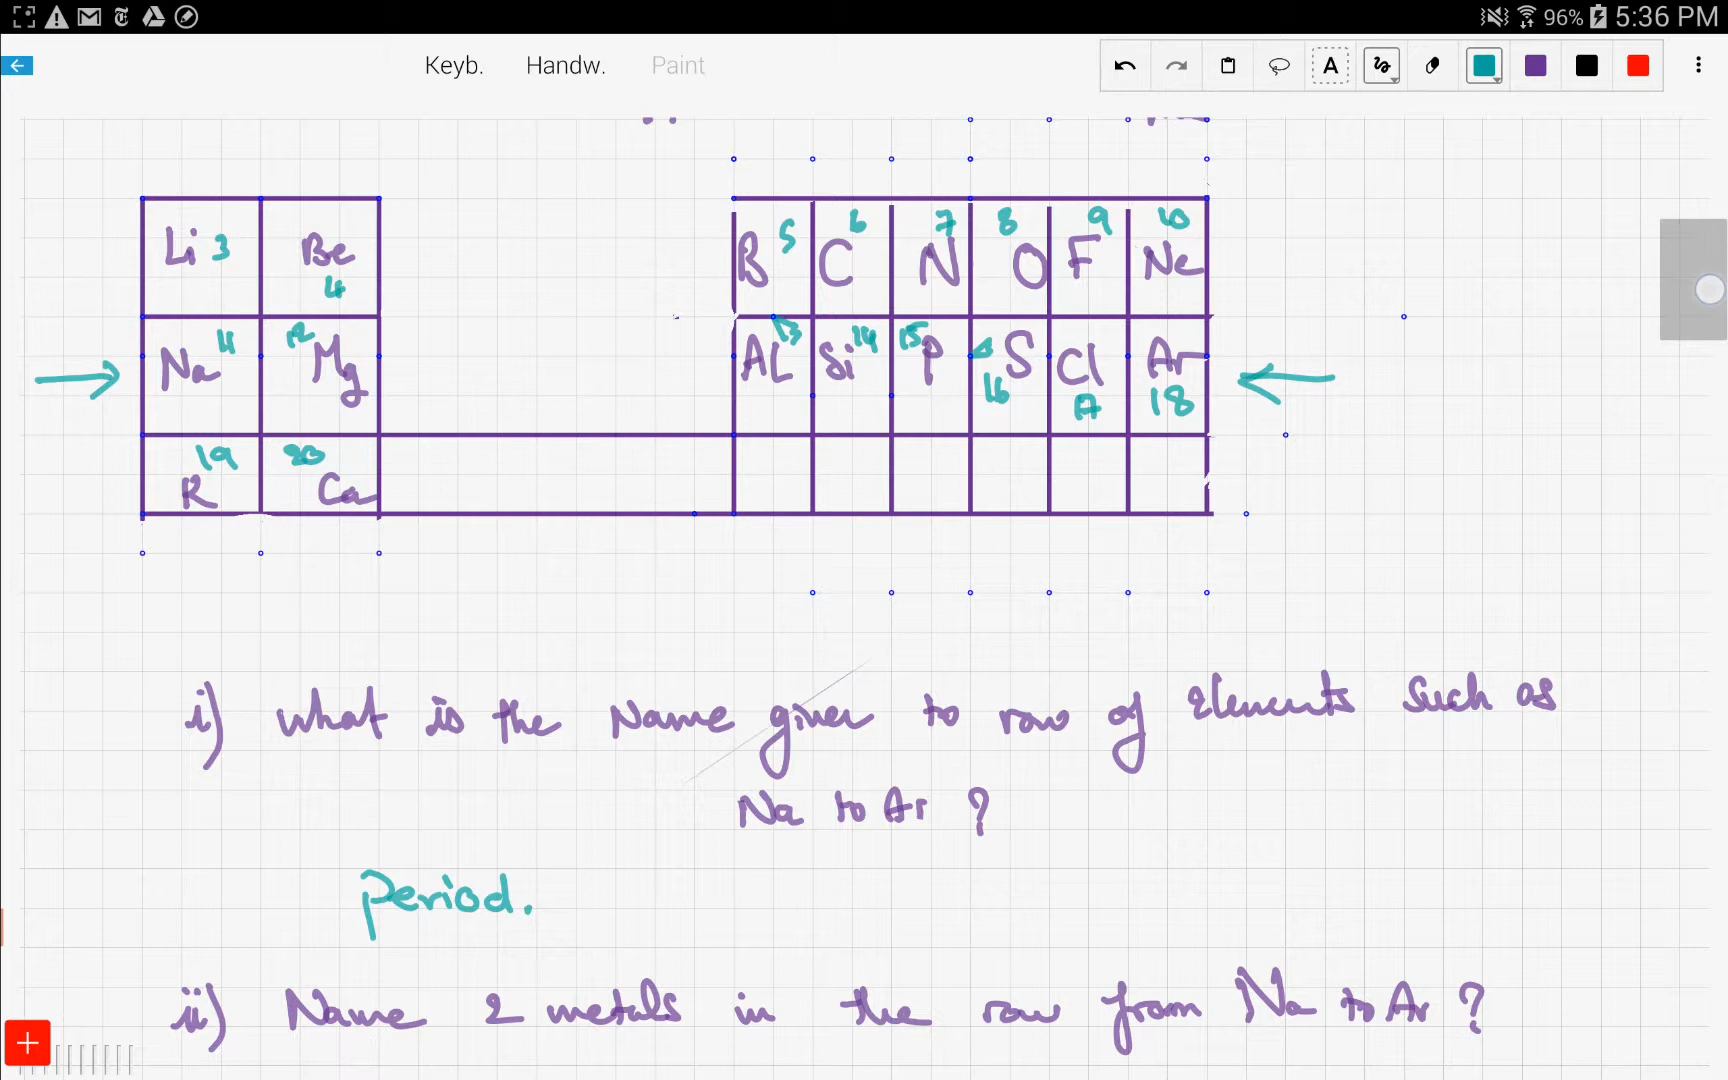 96% 5:36 PM
Keyb. Handw. Paint
A
Li 3 Be 4 B 5 C 6 N 7 O 8 F 9 Ne 10
Na 11 Mg 12 AL 13 Si 14 P 15 S 16 Cl 17 Ar 18
K 19 Ca 20
i) what is the Name given to row of Elements such as
Na to Ar ?
Period.
ii) Name 2 metals in the row from Na to Ar ?